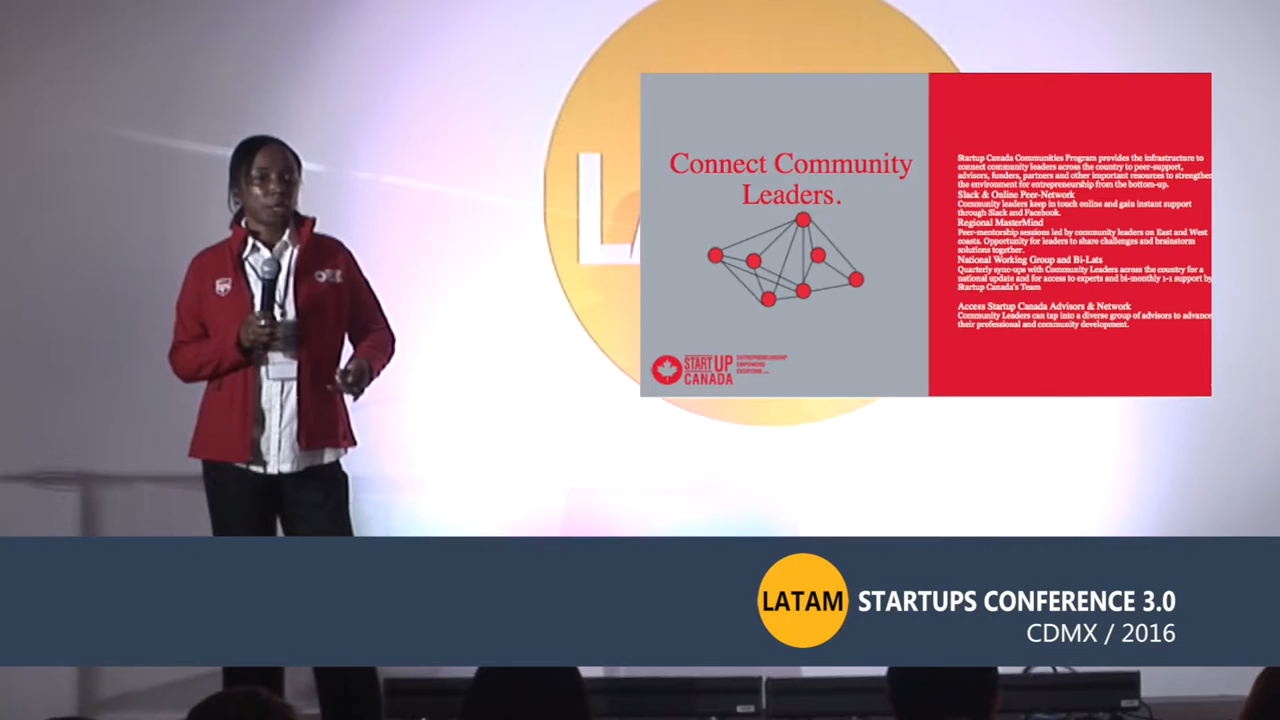 Connect Community
Leaders.
START UP
CANADA
ENTREPRENEURSHIP
EMPOWERS
EVERYONE
Startup Canada Communities Program provides the infrastructure to
connect community leaders across the country to peer-support,
advisors, funders, partners and other important resources to strengthen
the environment for entrepreneurship from the bottom-up.
Slack & Online Peer-Network
Community leaders keep in touch online and gain instant support
through Slack and Facebook.
Regional MasterMind
Peer-mentorship sessions led by community leaders on East and West
coasts. Opportunity for leaders to share challenges and brainstorm
solutions together.
National Working Group and Bi-Lats
Quarterly sync-ups with Community Leaders across the country for a
national update and for access to experts and bi-monthly 1-1 support by
Startup Canada's Team
Access Startup Canada Advisors & Network
Community Leaders can tap into a diverse group of advisors to advance
their professional and community development.
LATAM STARTUPS CONFERENCE 3.0
CDMX / 2016